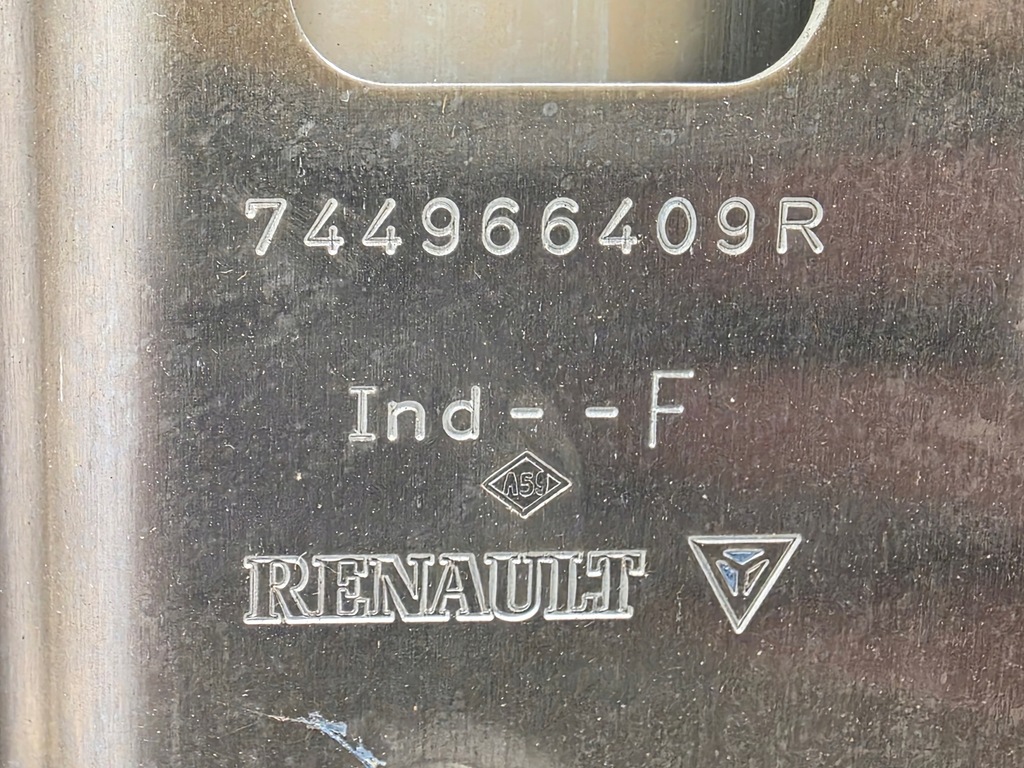 744966409R
Ind--F
A59
RENAULT